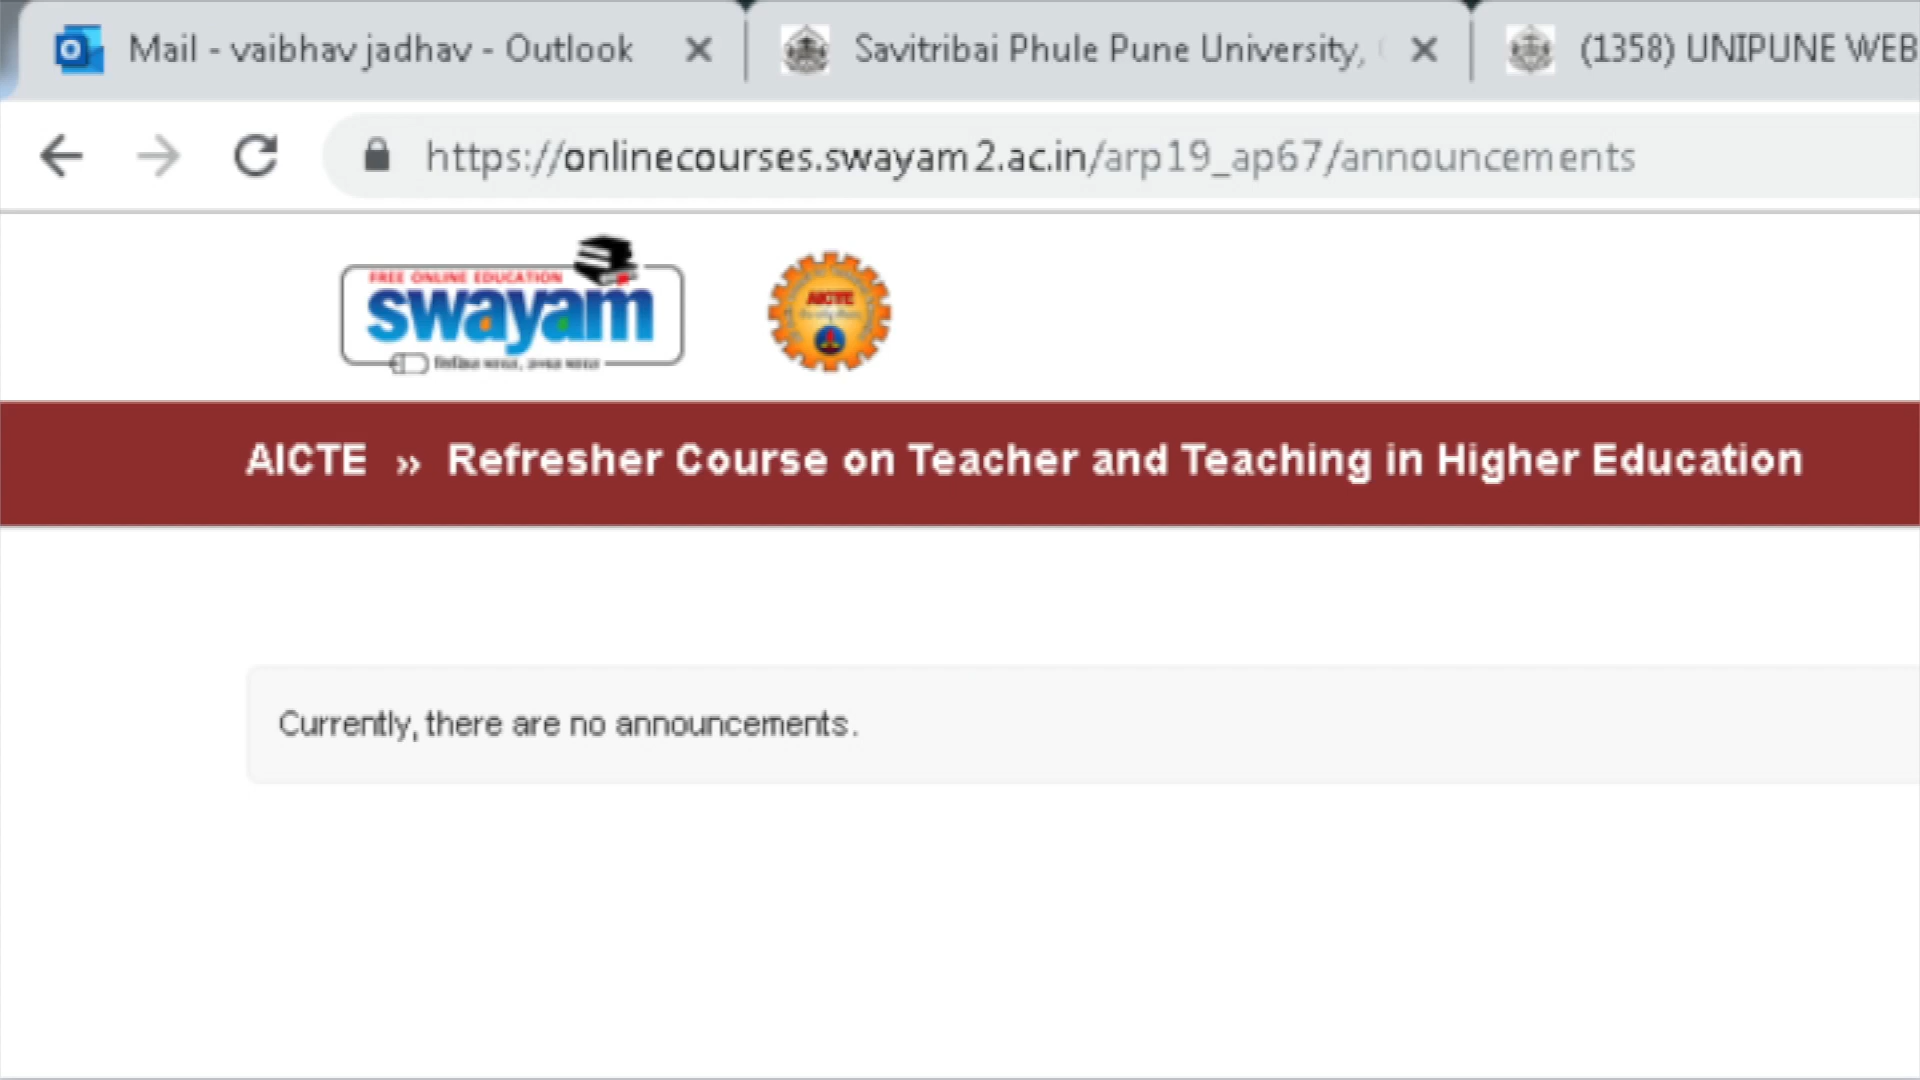 Mail - vaibhav jadhav - Outlook
Savitribai Phule Pune University,
(1358) UNIPUNE WEB
https://onlinecourses.swayam2.ac.in/arp19_ap67/announcements
FREE ONLINE EDUCATION
swayam
AICTE
AICTE » Refresher Course on Teacher and Teaching in Higher Education
Currently, there are no announcements.